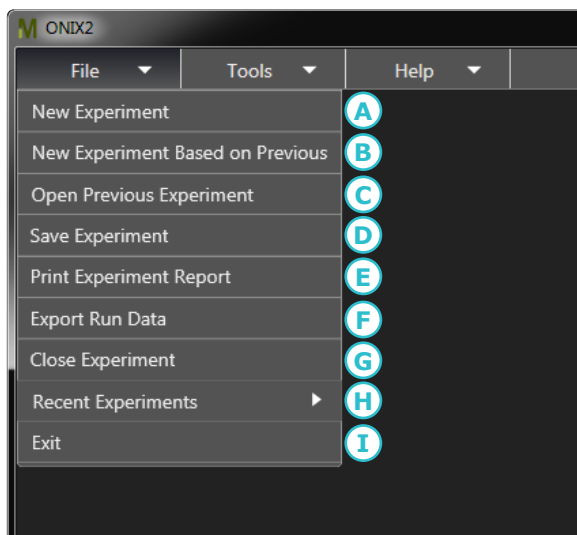 ONIX2
File Tools Help
New Experiment A
New Experiment Based on Previous B
Open Previous Experiment C
Save Experiment D
Print Experiment Report E
Export Run Data F
Close Experiment G
Recent Experiments H
Exit I